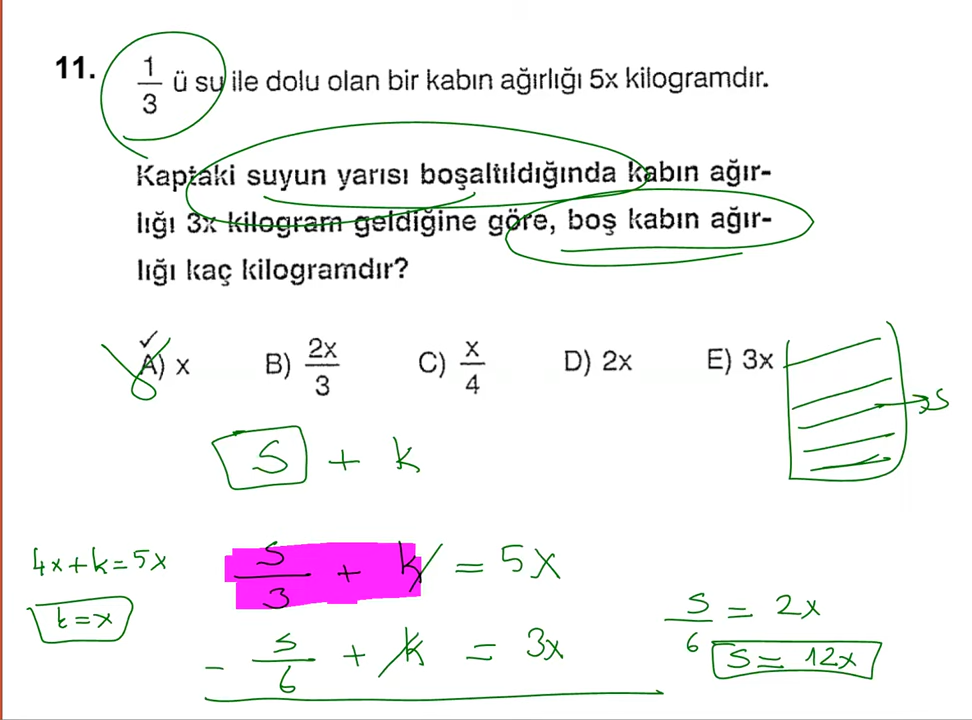 11. 1/3 ü su ile dolu olan bir kabın ağırlığı 5x kilogramdır.
Kaptaki suyun yarısı boşaltıldığında kabın ağır-
lığı 3x kilogram geldiğine göre, boş kabın ağır-
lığı kaç kilogramdır?
A) x B) 2x/3 C) x/4 D) 2x E) 3x
S
S + k
4x+k=5x
k=x
S/3 + k = 5x
- S/6 + k = 3x
S/6 = 2x
S = 12x